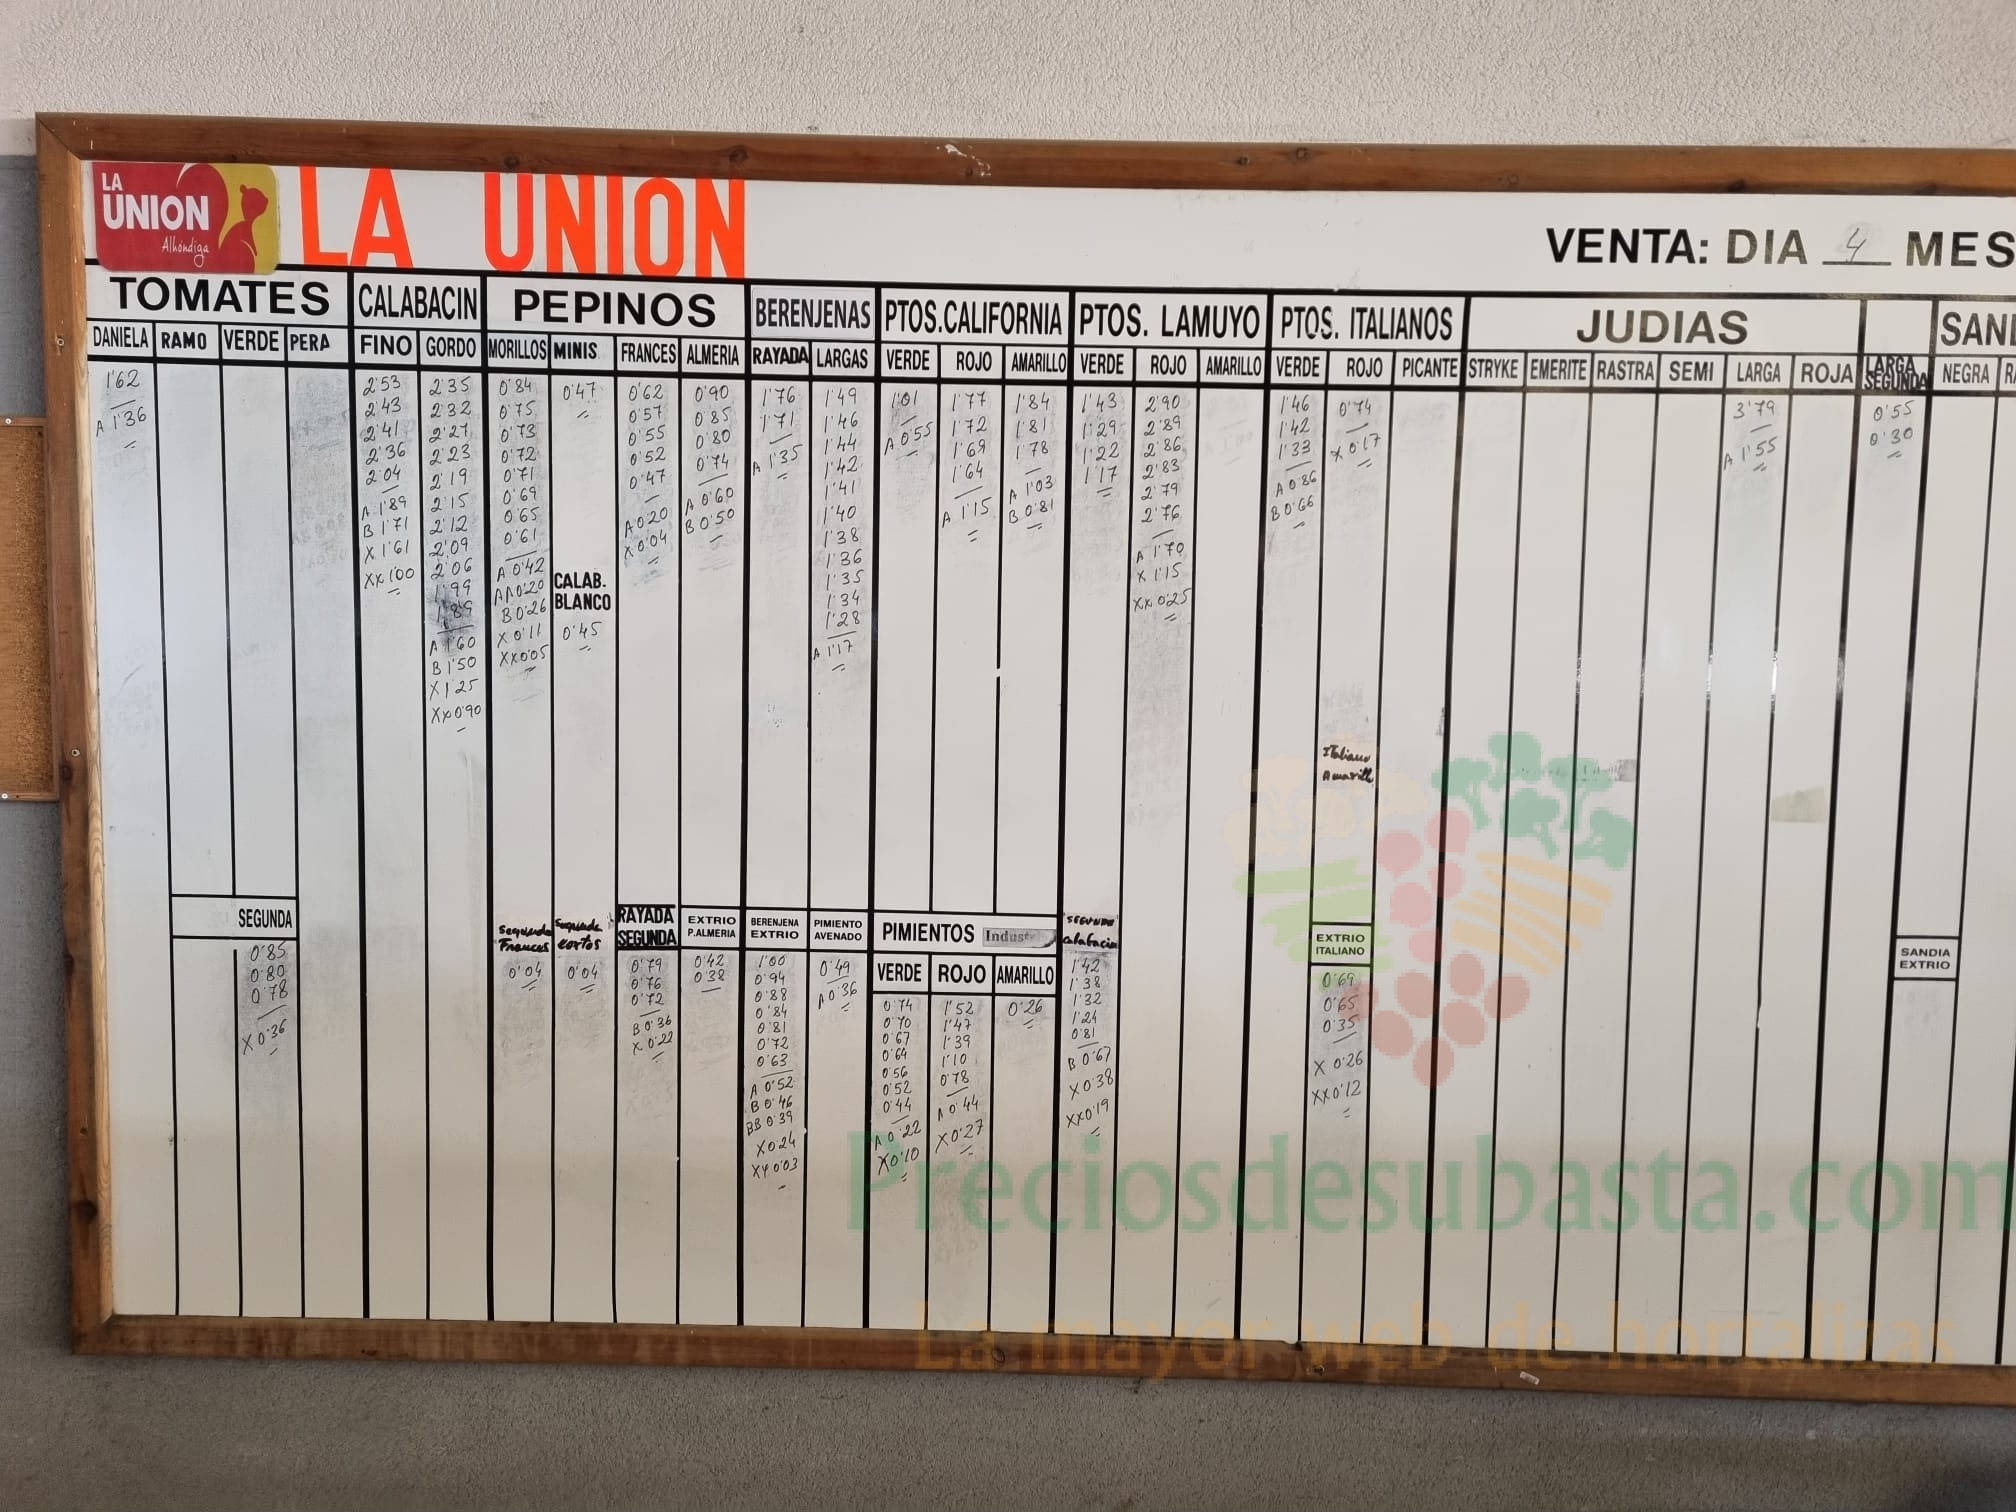 LA
UNION
Alhóndiga
LA UNION
VENTA: DIA 4 MES
TOMATES CALABACIN PEPINOS BERENJENAS PTOS.CALIFORNIA PTOS. LAMUYO PTOS. ITALIANOS JUDIAS
DANIELA RAMO VERDE PERA FINO GORDO MORILLOS MINIS FRANCES ALMERIA RAYADA LARGAS VERDE ROJO AMARILLO VERDE ROJO AMARILLO VERDE ROJO PICANTE STRYKE EMERITE RASTRA SEMI LARGA ROJA LARGA SEGUNDA NEGRA
1'62
A 1'36
2'53
2'43
2'41
2'36
2'04
A 1'89
B 1'71
X 1'61
XX 1'00
2'35
2'32
2'27
2'23
2'19
2'15
2'12
2'09
2'06
1'99
1'89
A 1'60
B 1'50
X 1'25
XX 0'90
0'84
0'75
0'73
0'72
0'71
0'69
0'65
0'61
A 0'42
AA 0'20
B 0'26
X 0'11
XX 0'05
0'47
CALAB.
BLANCO
0'45
0'62
0'57
0'55
0'52
0'47
A 0'20
X 0'04
0'90
0'85
0'80
0'74
A 0'60
B 0'50
1'76
1'71
A 1'35
1'49
1'46
1'44
1'42
1'41
1'40
1'38
1'36
1'35
1'34
1'28
A 1'17
1'01
A 0'55
1'77
1'72
1'69
1'64
A 1'15
1'84
1'81
1'78
A 1'03
B 0'81
1'43
1'29
1'22
1'17
2'90
2'89
2'86
2'83
2'79
2'76
A 1'70
X 1'15
XX 0'25
1'46
1'42
1'33
A 0'86
B 0'66
0'74
X 0'17
Italiano
Amarillo
3'79
A 1'55
0'55
0'30
SEGUNDA
0'85
0'80
0'78
X 0'36
Segunda
Frances
0'04
Segunda
cortos
0'04
RAYADA
SEGUNDA
0'79
0'76
0'72
B 0'36
X 0'22
EXTRIO
P.ALMERIA
0'42
0'38
BERENJENA
EXTRIO
1'00
0'94
0'88
0'84
0'81
0'72
0'63
A 0'52
B 0'46
BB 0'39
X 0'24
XX 0'03
PIMIENTO
AVENADO
0'49
A 0'36
PIMIENTOS
VERDE ROJO AMARILLO
0'74
0'70
0'67
0'64
0'56
0'52
0'44
A 0'22
X 0'10
1'52
1'47
1'39
1'10
0'78
A 0'44
X 0'27
0'26
SEGUNDA
calabacin
1'42
1'38
1'32
1'24
0'81
B 0'67
X 0'38
XX 0'19
EXTRIO
ITALIANO
0'69
0'65
0'35
X 0'26
XX 0'12
SANDIA
EXTRIO
Preciosdesubasta.com
La mayor web de hortalizas